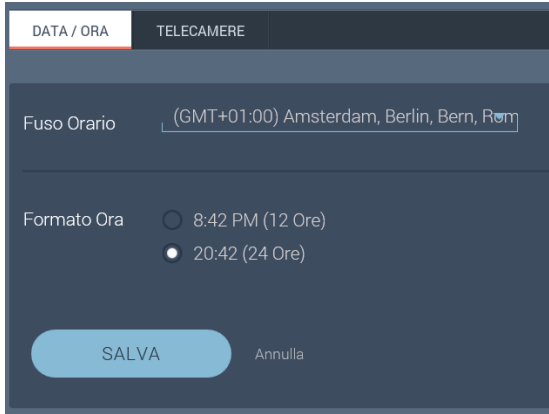 DATA / ORA TELECAMERE
Fuso Orario (GMT+01:00) Amsterdam, Berlin, Bern, Rom
Formato Ora 8:42 PM (12 Ore)
20:42 (24 Ore)
SALVA Annulla